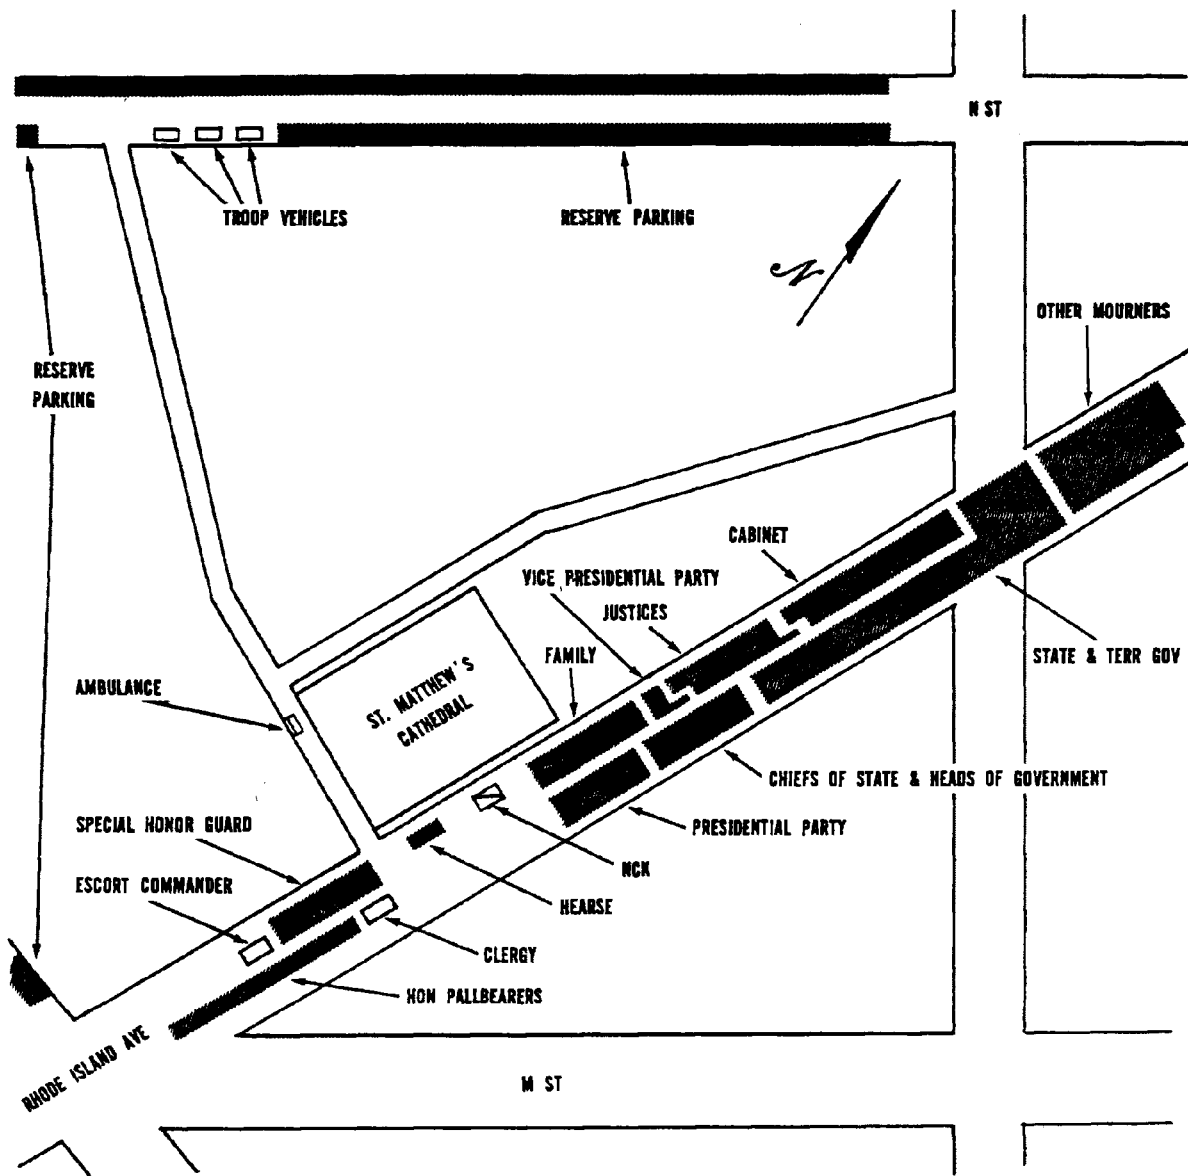 N ST
TROOP VEHICLES
RESERVE PARKING
N
OTHER MOURNERS
RESERVE
PARKING
CABINET
VICE PRESIDENTIAL PARTY
JUSTICES
FAMILY
STATE & TERR GOV
AMBULANCE
ST. MATTHEW'S
CATHEDRAL
CHIEFS OF STATE & HEADS OF GOVERNMENT
SPECIAL HONOR GUARD
PRESIDENTIAL PARTY
NCK
ESCORT COMMANDER
HEARSE
CLERGY
HON PALLBEARERS
RHODE ISLAND AVE
M ST